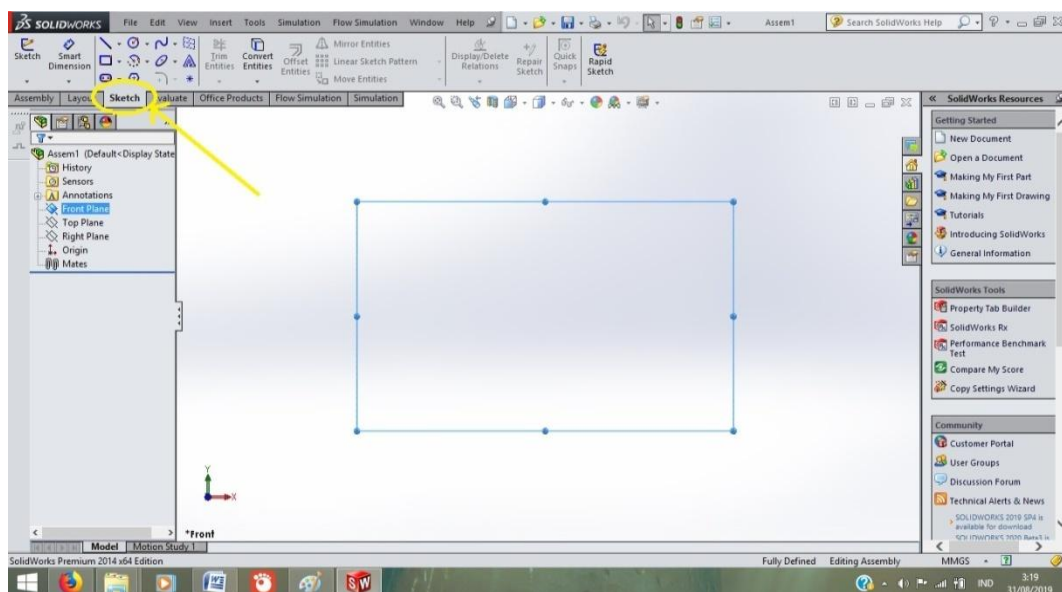 SOLIDWORKS File Edit View Insert Tools Simulation Flow Simulation Window Help Assem1 Search SolidWorks Help
Sketch Smart Dimension Trim Entities Convert Entities Offset Entities Mirror Entities Linear Sketch Pattern Move Entities Display/Delete Relations Repair Sketch Quick Snaps Rapid Sketch
Assembly Sketch Office Products Flow Simulation Simulation
Assem1 (Default<Display State
History
Sensors
Annotations
Front Plane
Top Plane
Right Plane
Origin
Mates
Y
X
*Front
Model Motion Study 1
SolidWorks Premium 2014 x64 Edition Fully Defined Editing Assembly MMGS
SolidWorks Resources
Getting Started
New Document
Open a Document
Making My First Part
Making My First Drawing
Tutorials
Introducing SolidWorks
General Information
SolidWorks Tools
Property Tab Builder
SolidWorks Rx
Performance Benchmark
Test
Compare My Score
Copy Settings Wizard
Community
Customer Portal
User Groups
Discussion Forum
Technical Alerts & News
SOLIDWORKS 2019 SP4 is
available for download
IND 3:19
31/08/2019